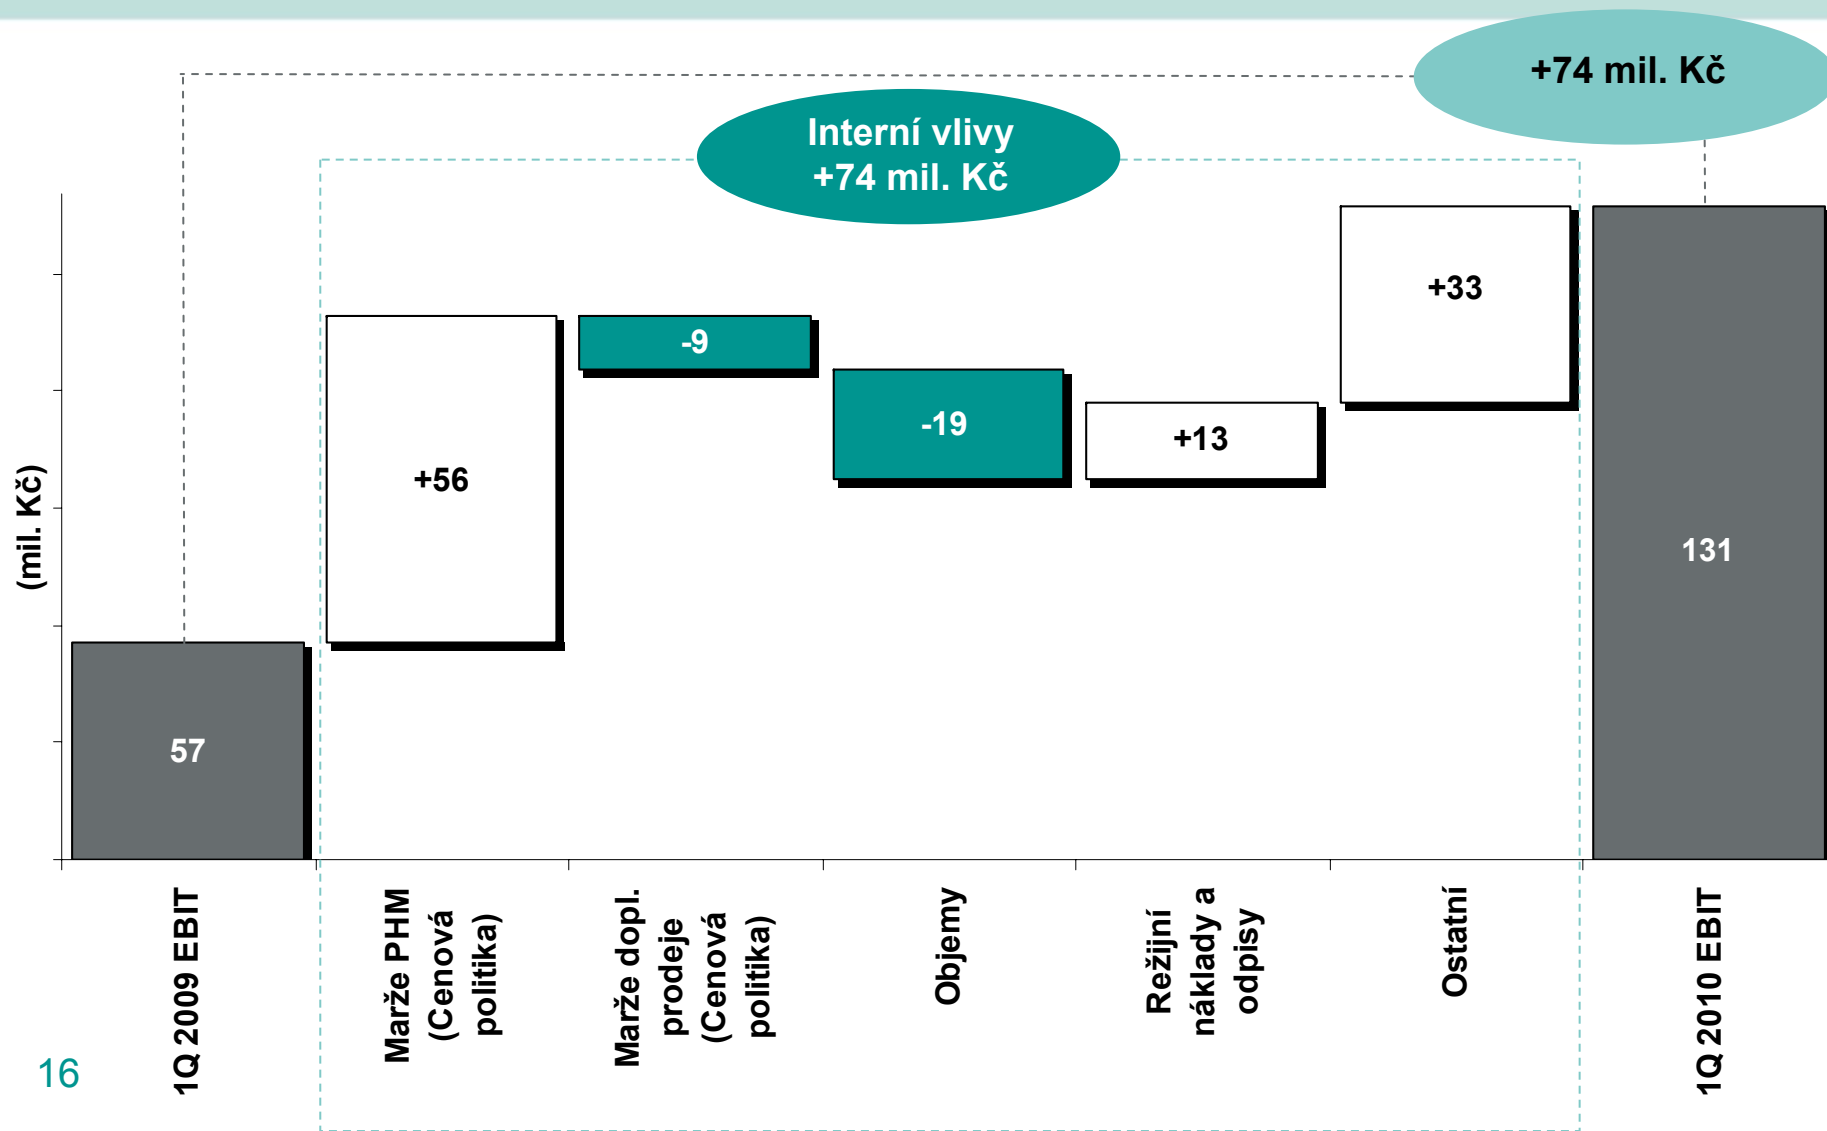 +74 mil. Kč
Interní vlivy
+74 mil. Kč
(mil. Kč)
57
+56
-9
-19
+13
+33
131
1Q 2009 EBIT
Marže PHM
(Cenová
politika)
Marže dopl.
prodeje
(Cenová
politika)
Objemy
Režijní
náklady a
odpisy
Ostatní
1Q 2010 EBIT
16